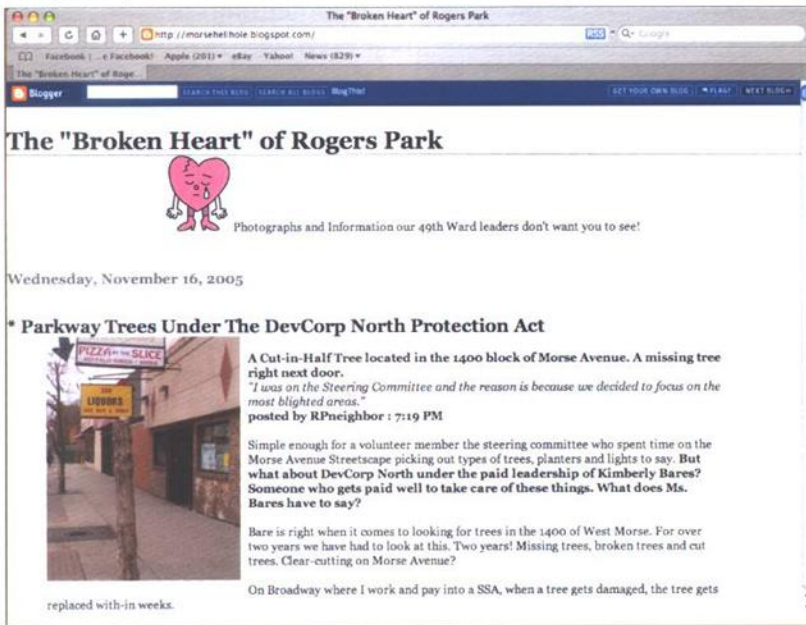 The "Broken Heart" of Rogers Park
http://morsehellhole.blogspot.com/
RSS
Q- Google
Facebook | ...e Facebook! Apple (201) eBay Yahoo! News (829)
The "Broken Heart" of Roge...
Blogger SEARCH THIS BLOG SEARCH ALL BLOGS BlogThis! GET YOUR OWN BLOG FLAG? NEXT BLOG»
The "Broken Heart" of Rogers Park
Photographs and Information our 49th Ward leaders don't want you to see!
Wednesday, November 16, 2005
* Parkway Trees Under The DevCorp North Protection Act
PIZZA BY THE SLICE
LIQUORS
A Cut-in-Half Tree located in the 1400 block of Morse Avenue. A missing tree
right next door.
"I was on the Steering Committee and the reason is because we decided to focus on the
most blighted areas."
posted by RPneighbor : 7:19 PM
Simple enough for a volunteer member the steering committee who spent time on the
Morse Avenue Streetscape picking out types of trees, planters and lights to say. But
what about DevCorp North under the paid leadership of Kimberly Bares?
Someone who gets paid well to take care of these things. What does Ms.
Bares have to say?
Bare is right when it comes to looking for trees in the 1400 of West Morse. For over
two years we have had to look at this. Two years! Missing trees, broken trees and cut
trees. Clear-cutting on Morse Avenue?
On Broadway where I work and pay into a SSA, when a tree gets damaged, the tree gets
replaced with-in weeks.